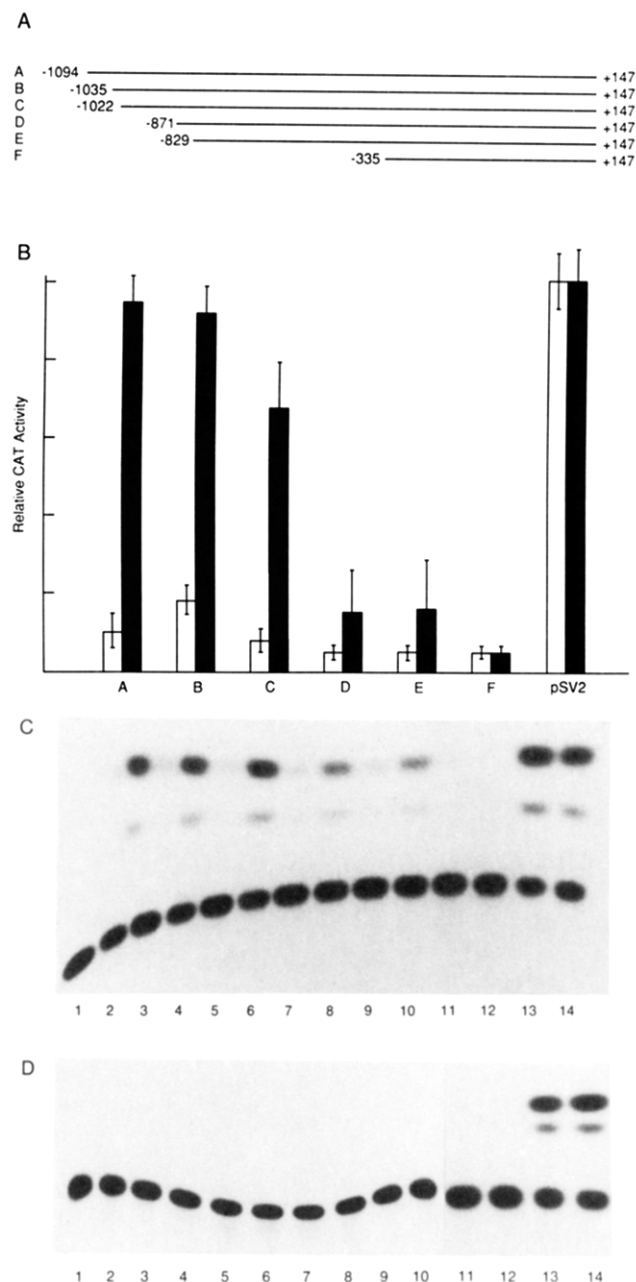 A
A -1094 +147
B -1035 +147
C -1022 +147
D -871 +147
E -829 +147
F -335 +147
B
Relative CAT Activity
A B C D E F pSV2
C
1 2 3 4 5 6 7 8 9 10 11 12 13 14
D
1 2 3 4 5 6 7 8 9 10 11 12 13 14